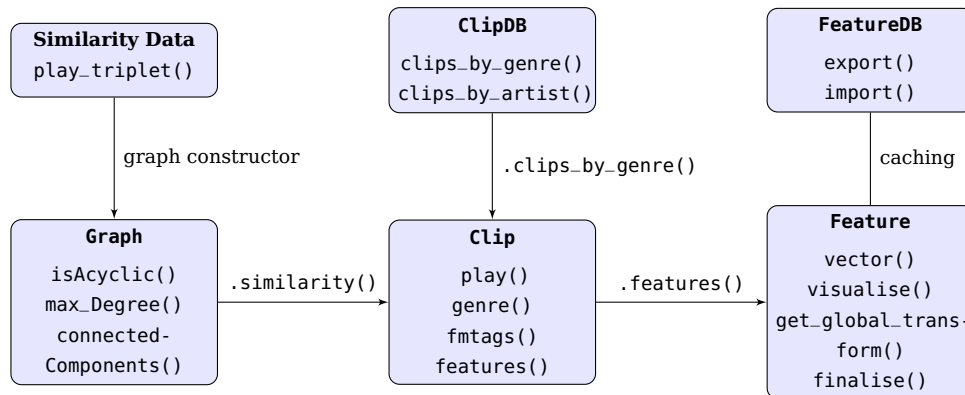 Similarity Data
play_triplet()
ClipDB
clips_by_genre()
clips_by_artist()
FeatureDB
export()
import()
graph constructor
.clips_by_genre()
caching
Graph
isAcyclic()
max_Degree()
connected-
Components()
.similarity()
Clip
play()
genre()
fmtags()
features()
.features()
Feature
vector()
visualise()
get_global_trans-
form()
finalise()